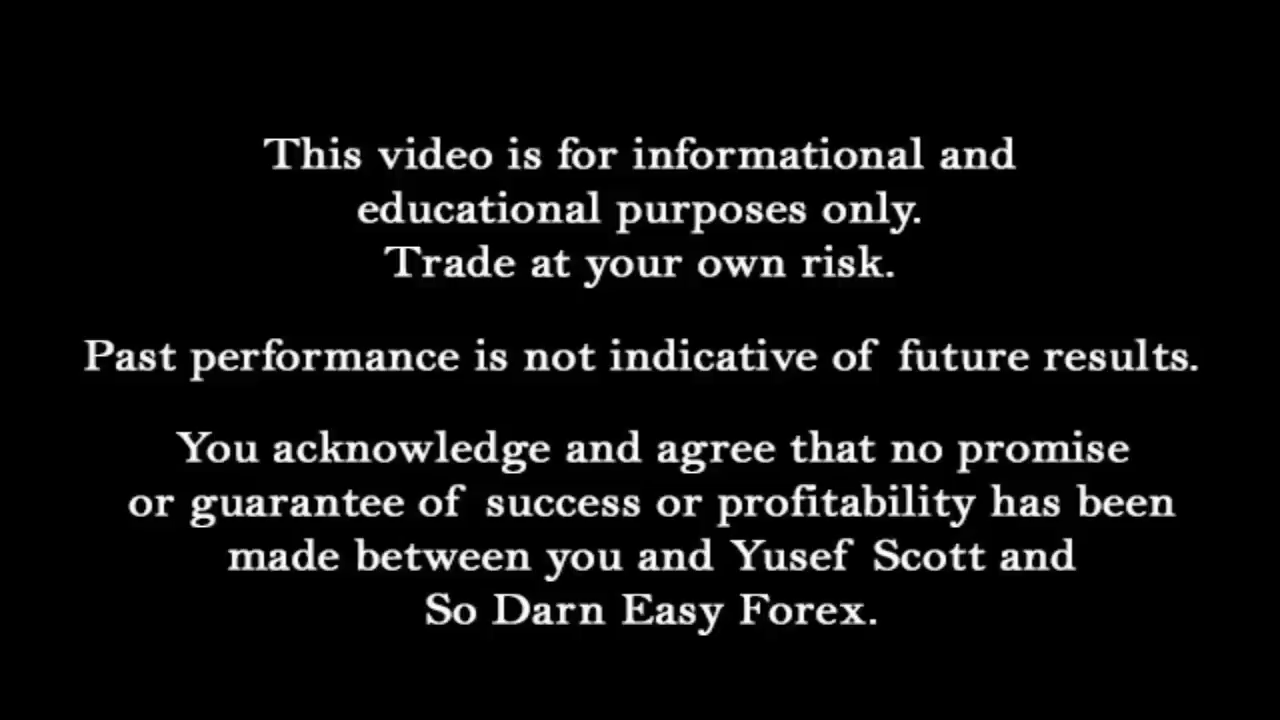 This video is for informational and
educational purposes only.
Trade at your own risk.
Past performance is not indicative of future results.
You acknowledge and agree that no promise
or guarantee of success or profitability has been
made between you and Yusef Scott and
So Darn Easy Forex.